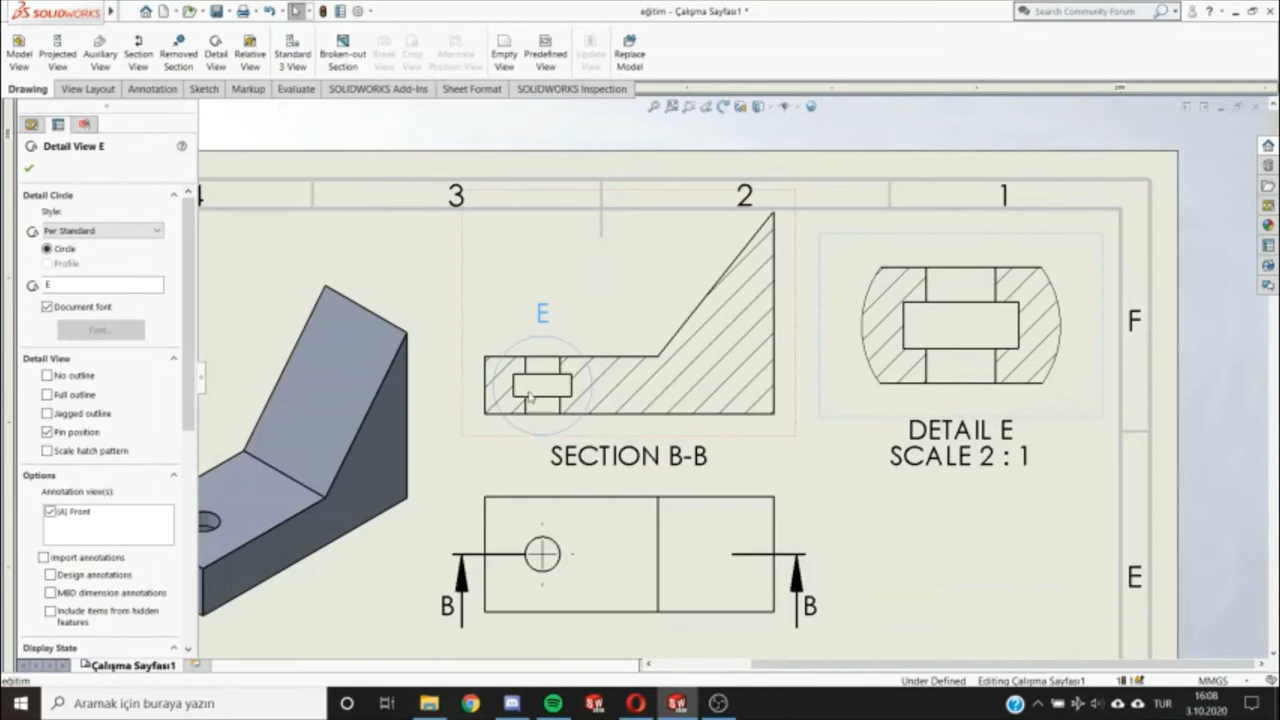 SOLIDWORKS
eğitim - Çalışma Sayfası1 *
Search Community Forum
Model View
Projected View
Auxiliary View
Section View
Removed Section
Detail View
Relative View
Standard 3 View
Broken-out Section
Break View
Crop View
Alternate Position View
Empty View
Predefined View
Update View
Replace Model
Drawing
View Layout
Annotation
Sketch
Markup
Evaluate
SOLIDWORKS Add-Ins
Sheet Format
SOLIDWORKS Inspection
Detail View E
Detail Circle
Style:
Per Standard
Circle
Profile
E
Document font
Font...
Detail View
No outline
Full outline
Jagged outline
Pin position
Scale hatch pattern
Options
Annotation view(s):
(A) Front
Import annotations
Design annotations
MBD dimension annotations
Include items from hidden
features
Display State
4
3
2
1
F
E
E
SECTION B-B
DETAIL E
SCALE 2 : 1
B
B
Çalışma Sayfası1
eğitim
Under Defined
Editing Çalışma Sayfası1
1:1
MMGS
Aramak için buraya yazın
TUR
16:08
3.10.2020